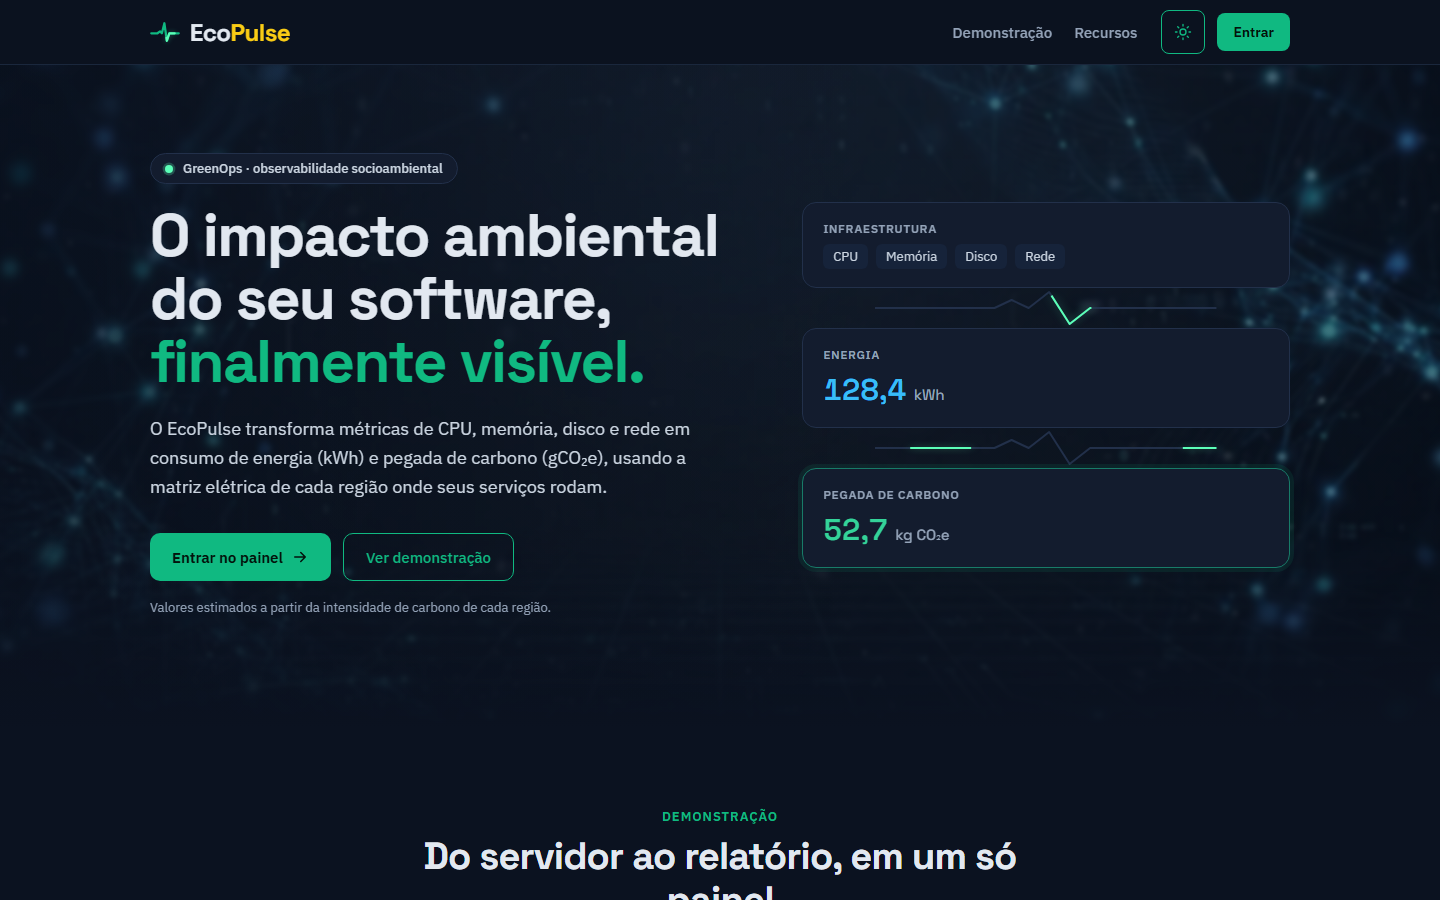 EcoPulse
Demonstração
Recursos
Entrar
GreenOps · observabilidade socioambiental
O impacto ambiental
do seu software,
finalmente visível.
O EcoPulse transforma métricas de CPU, memória, disco e rede em
consumo de energia (kWh) e pegada de carbono (gCO₂e), usando a
matriz elétrica de cada região onde seus serviços rodam.
Entrar no painel →
Ver demonstração
Valores estimados a partir da intensidade de carbono de cada região.
INFRAESTRUTURA
CPU
Memória
Disco
Rede
ENERGIA
128,4 kWh
PEGADA DE CARBONO
52,7 kg CO₂e
DEMONSTRAÇÃO
Do servidor ao relatório, em um só
painel